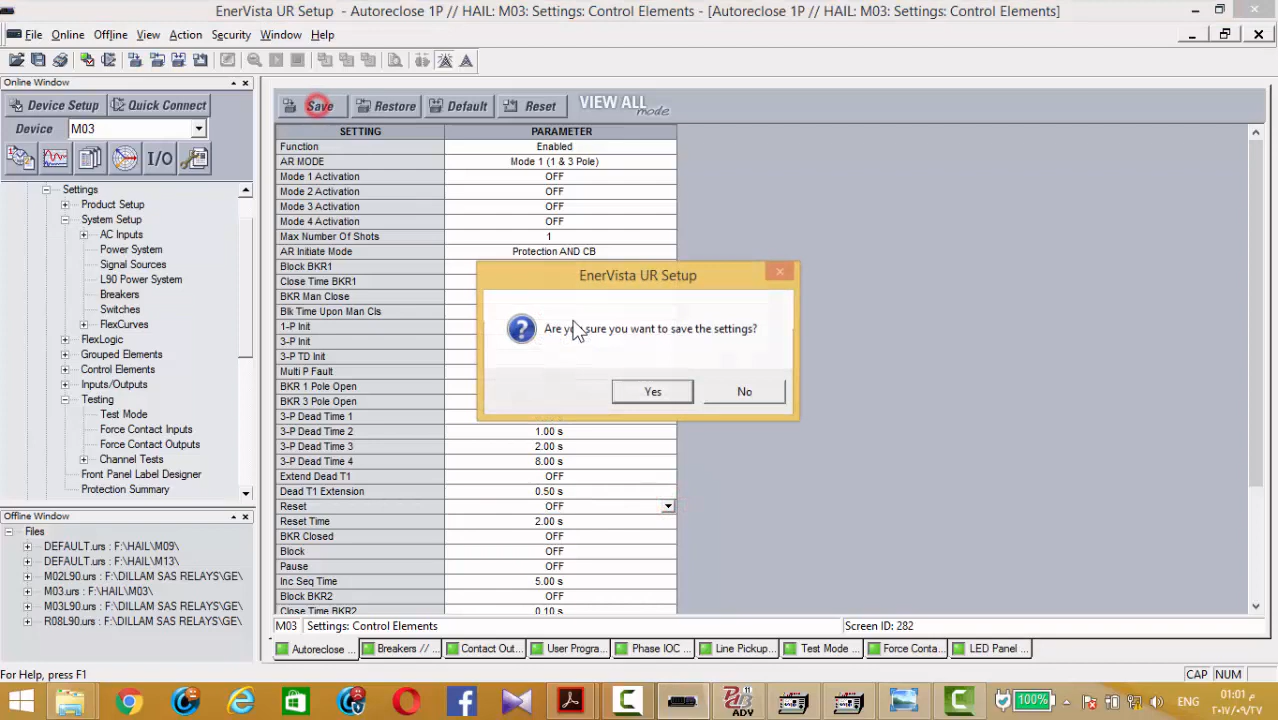 EnerVista UR Setup - Autoreclose 1P // HAIL: M03: Settings: Control Elements - [Autoreclose 1P // HAIL: M03: Settings: Control Elements]
File Online Offline View Action Security Window Help
Online Window
Device Setup Quick Connect
Device M03
I/O
Settings
Product Setup
System Setup
AC Inputs
Power System
Signal Sources
L90 Power System
Breakers
Switches
FlexCurves
FlexLogic
Grouped Elements
Control Elements
Inputs/Outputs
Testing
Test Mode
Force Contact Inputs
Force Contact Outputs
Channel Tests
Front Panel Label Designer
Protection Summary
Offline Window
Files
DEFAULT.urs : F:\HAIL\M09\
DEFAULT.urs : F:\HAIL\M13\
M02L90.urs : F:\DILLAM SAS RELAYS\GE\
M03.urs : F:\HAIL\M03\
M03L90.urs : F:\DILLAM SAS RELAYS\GE\
R08L90.urs : F:\DILLAM SAS RELAYS\GE\
Save Restore Default Reset VIEW ALL mode
SETTING PARAMETER
Function Enabled
AR MODE Mode 1 (1 & 3 Pole)
Mode 1 Activation OFF
Mode 2 Activation OFF
Mode 3 Activation OFF
Mode 4 Activation OFF
Max Number Of Shots 1
AR Initiate Mode Protection AND CB
Block BKR1
Close Time BKR1
BKR Man Close
Blk Time Upon Man Cls
1-P Init
3-P Init
3-P TD Init
Multi P Fault
BKR 1 Pole Open
BKR 3 Pole Open
3-P Dead Time 1
3-P Dead Time 2 1.00 s
3-P Dead Time 3 2.00 s
3-P Dead Time 4 8.00 s
Extend Dead T1 OFF
Dead T1 Extension 0.50 s
Reset OFF
Reset Time 2.00 s
BKR Closed OFF
Block OFF
Pause OFF
Inc Seq Time 5.00 s
Block BKR2 OFF
Close Time BKR2 0.10 s
EnerVista UR Setup
Are you sure you want to save the settings?
Yes No
M03 Settings: Control Elements Screen ID: 282
Autoreclose ... Breakers // ... Contact Out... User Progra... Phase IOC ... Line Pickup... Test Mode ... Force Conta... LED Panel ...
For Help, press F1 CAP NUM
ADV 100% ENG ٠١:٠١ م
٢٠١٧/٠٩/٢٧